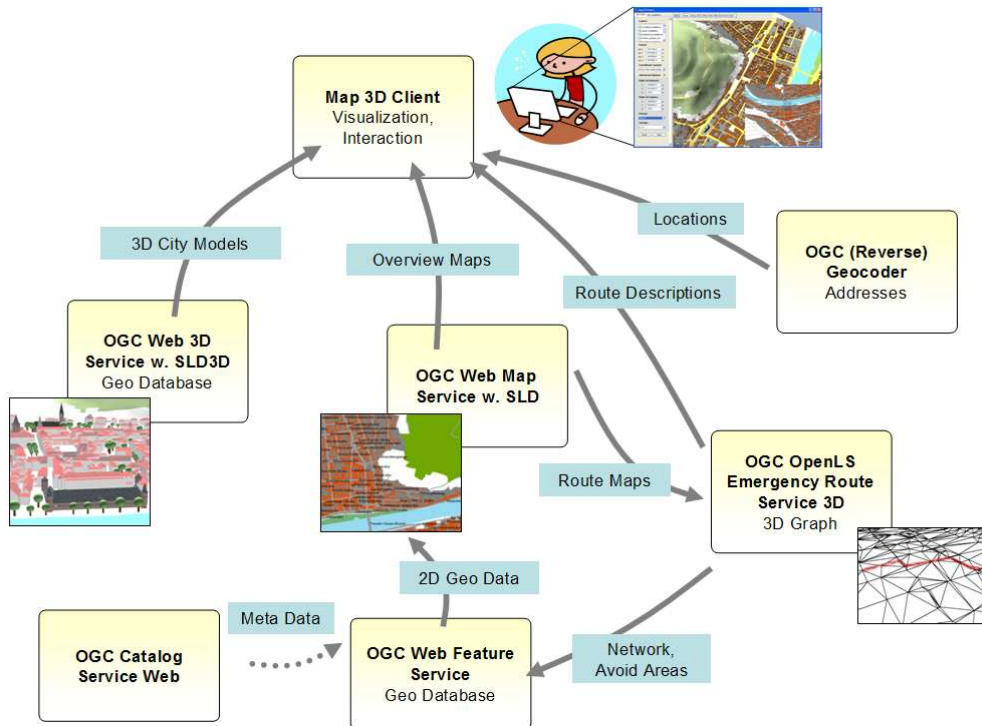 Map 3D Client
Visualization,
Interaction
3D City Models
Overview Maps
Locations
Route Descriptions
OGC (Reverse)
Geocoder
Addresses
OGC Web 3D
Service w. SLD3D
Geo Database
OGC Web Map
Service w. SLD
Route Maps
OGC OpenLS
Emergency Route
Service 3D
3D Graph
2D Geo Data
Meta Data
OGC Catalog
Service Web
OGC Web Feature
Service
Geo Database
Network,
Avoid Areas